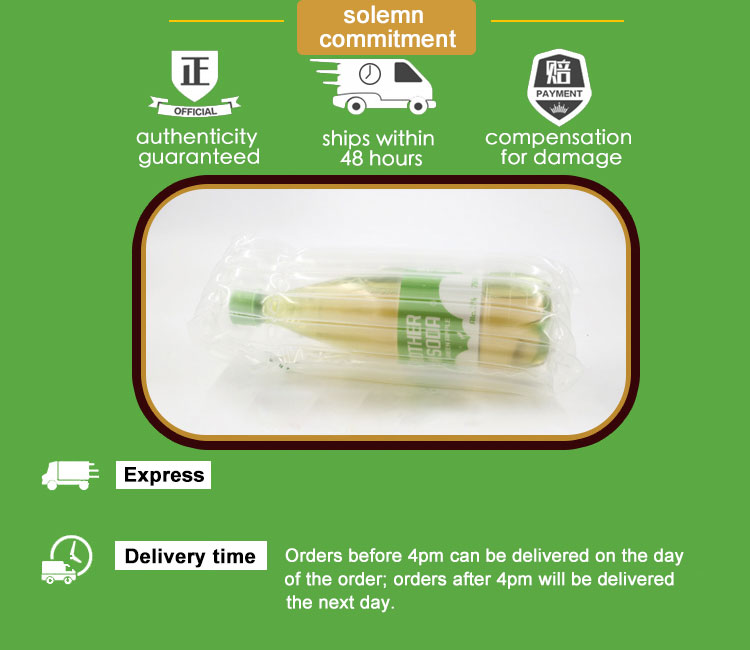 solemn
commitment
正
OFFICIAL
赔
PAYMENT
authenticity
guaranteed
ships within
48 hours
compensation
for damage
OTHER
SODA
Express
Delivery time
Orders before 4pm can be delivered on the day
of the order; orders after 4pm will be delivered
the next day.